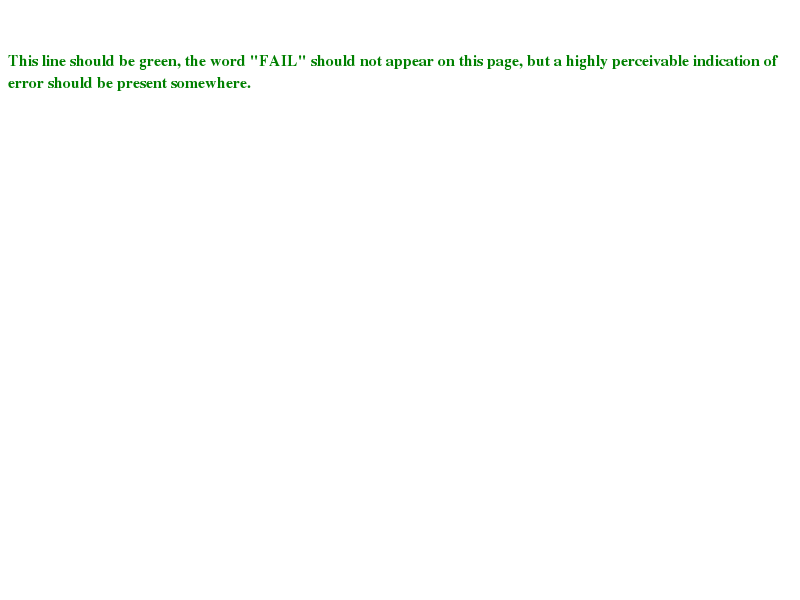 This line should be green, the word "FAIL" should not appear on this page, but a highly perceivable indication of
error should be present somewhere.